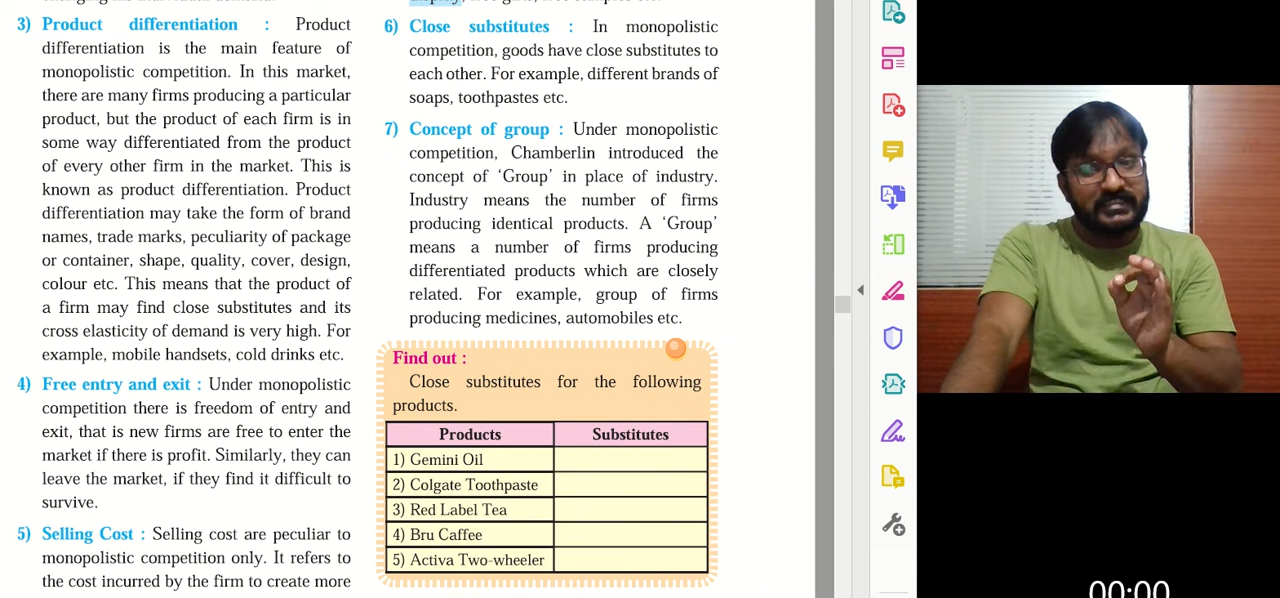 3) Product differentiation : Product
differentiation is the main feature of
monopolistic competition. In this market,
there are many firms producing a particular
product, but the product of each firm is in
some way differentiated from the product
of every other firm in the market. This is
known as product differentiation. Product
differentiation may take the form of brand
names, trade marks, peculiarity of package
or container, shape, quality, cover, design,
colour etc. This means that the product of
a firm may find close substitutes and its
cross elasticity of demand is very high. For
example, mobile handsets, cold drinks etc.
4) Free entry and exit : Under monopolistic
competition there is freedom of entry and
exit, that is new firms are free to enter the
market if there is profit. Similarly, they can
leave the market, if they find it difficult to
survive.
5) Selling Cost : Selling cost are peculiar to
monopolistic competition only. It refers to
the cost incurred by the firm to create more
6) Close substitutes : In monopolistic
competition, goods have close substitutes to
each other. For example, different brands of
soaps, toothpastes etc.
7) Concept of group : Under monopolistic
competition, Chamberlin introduced the
concept of ‘Group’ in place of industry.
Industry means the number of firms
producing identical products. A ‘Group’
means a number of firms producing
differentiated products which are closely
related. For example, group of firms
producing medicines, automobiles etc.
Find out :
Close substitutes for the following
products.
Products Substitutes
1) Gemini Oil
2) Colgate Toothpaste
3) Red Label Tea
4) Bru Caffee
5) Activa Two-wheeler
00:00